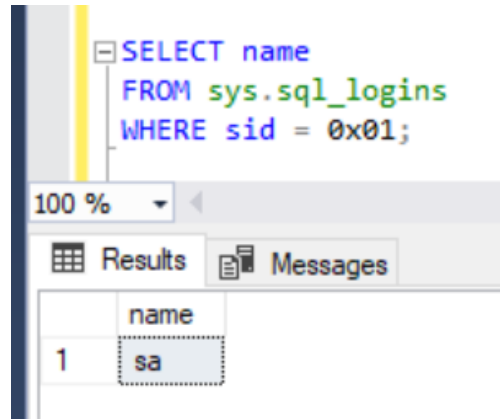 SELECT name
FROM sys.sql_logins
WHERE sid = 0x01;
100 %
Results Messages
name
1 sa